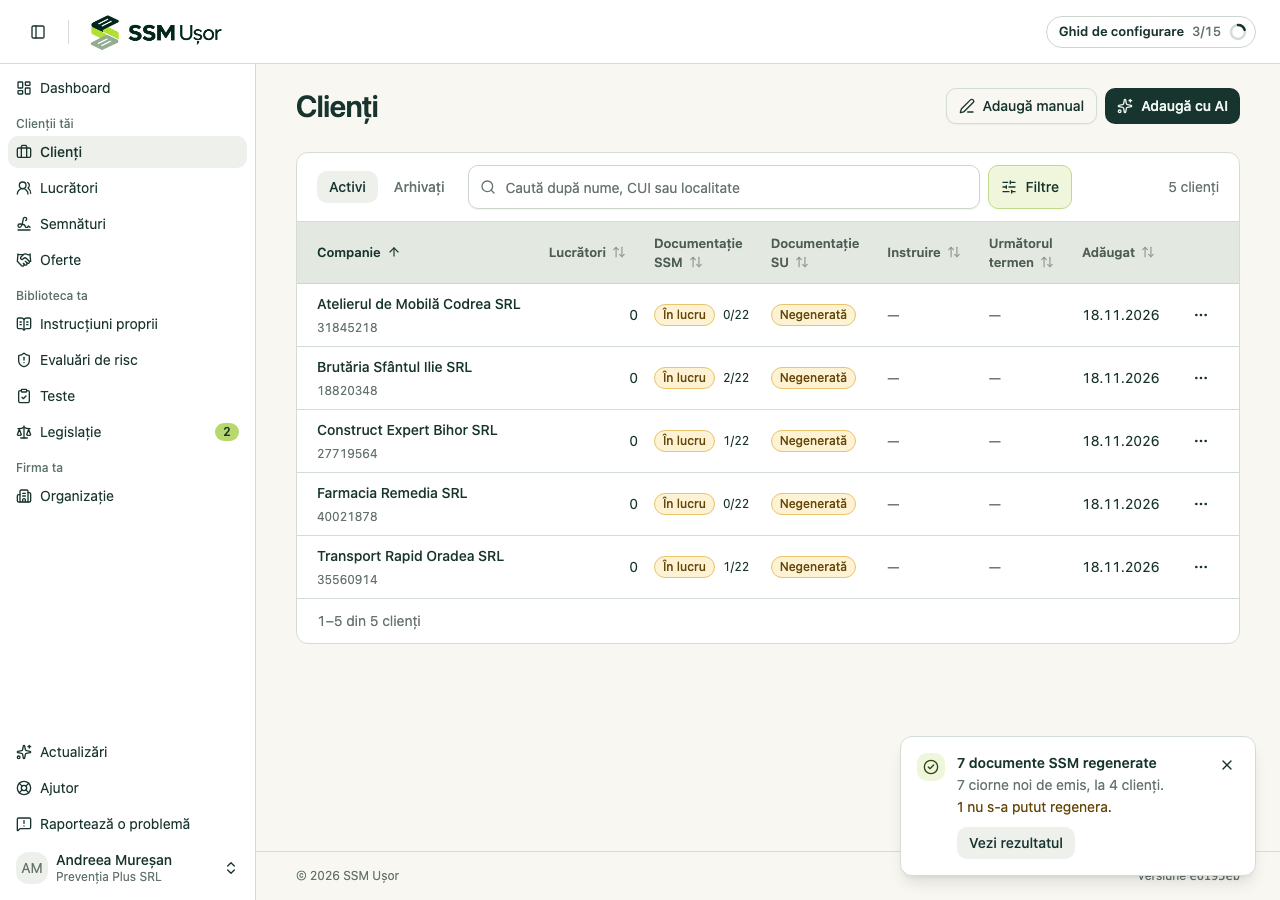 SSM Ușor
Ghid de configurare 3/15
Dashboard
Clienții tăi
Clienți
Lucrători
Semnături
Oferte
Biblioteca ta
Instrucțiuni proprii
Evaluări de risc
Teste
Legislație 2
Firma ta
Organizație
Actualizări
Ajutor
Raportează o problemă
AM
Andreea Mureșan
Prevenția Plus SRL
Clienți
Adaugă manual
Adaugă cu AI
Activi
Arhivați
Caută după nume, CUI sau localitate
Filtre
5 clienți
Companie
Lucrători
Documentație
SSM
Documentație
SU
Instruire
Următorul
termen
Adăugat
Atelierul de Mobilă Codrea SRL
31845218
0 În lucru 0/22 Negenerată — — 18.11.2026
Brutăria Sfântul Ilie SRL
18820348
0 În lucru 2/22 Negenerată — — 18.11.2026
Construct Expert Bihor SRL
27719564
0 În lucru 1/22 Negenerată — — 18.11.2026
Farmacia Remedia SRL
40021878
0 În lucru 0/22 Negenerată — — 18.11.2026
Transport Rapid Oradea SRL
35560914
0 În lucru 1/22 Negenerată — — 18.11.2026
1–5 din 5 clienți
7 documente SSM regenerate
7 ciorne noi de emis, la 4 clienți.
1 nu s-a putut regenera.
Vezi rezultatul
© 2026 SSM Ușor